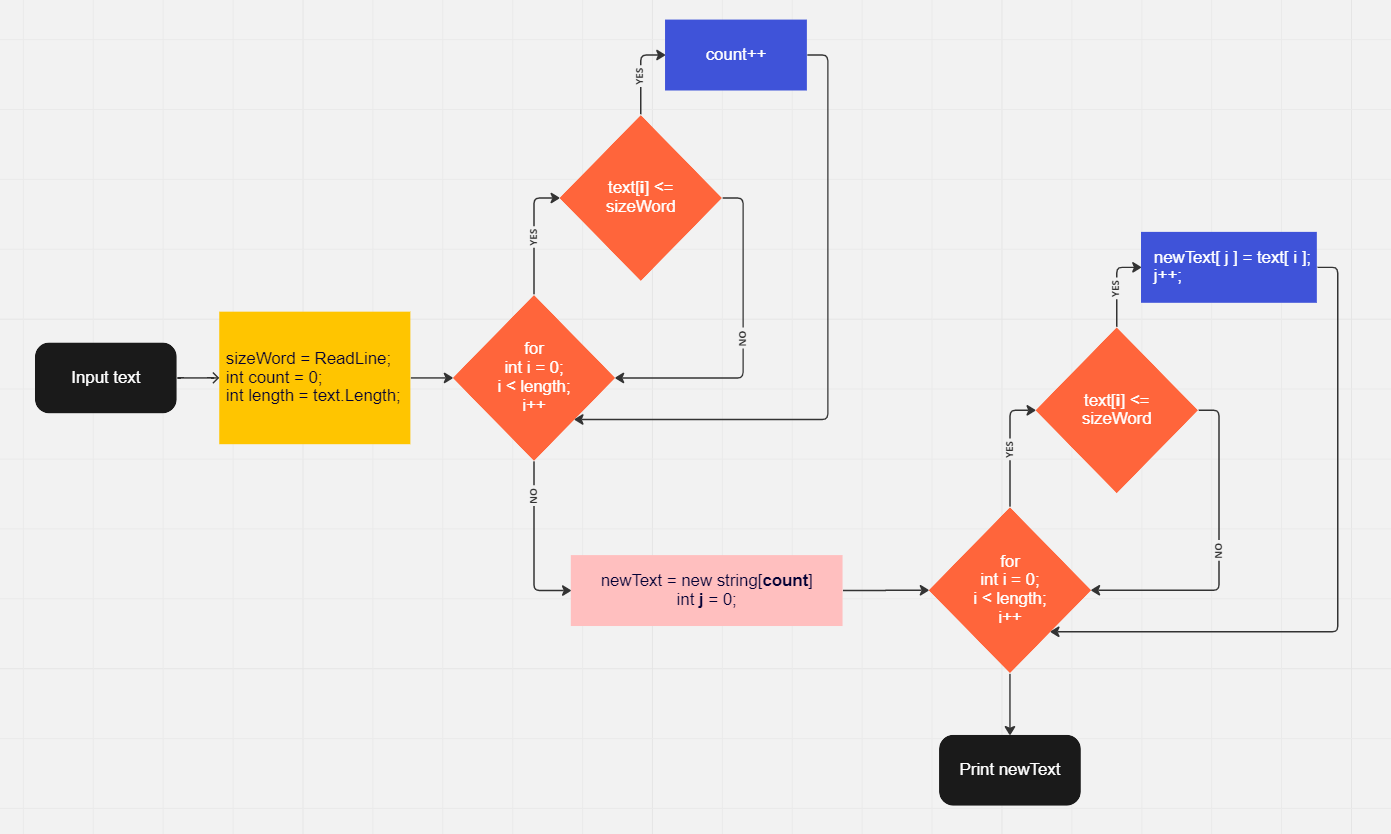 Input text
sizeWord = ReadLine;
int count = 0;
int length = text.Length;
for
int i = 0;
i < length;
i++
YES
text[i] <=
sizeWord
YES
count++
NO
NO
newText = new string[count]
int j = 0;
for
int i = 0;
i < length;
i++
YES
text[i] <=
sizeWord
YES
newText[ j ] = text[ i ];
j++;
NO
Print newText